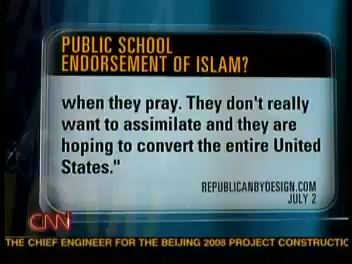 PUBLIC SCHOOL
ENDORSEMENT OF ISLAM?
when they pray. They don't really
want to assimilate and they are
hoping to convert the entire United
States."
REPUBLICANBYDESIGN.COM
JULY 2
CNN
THE CHIEF ENGINEER FOR THE BEIJING 2008 PROJECT CONSTRUCTIC